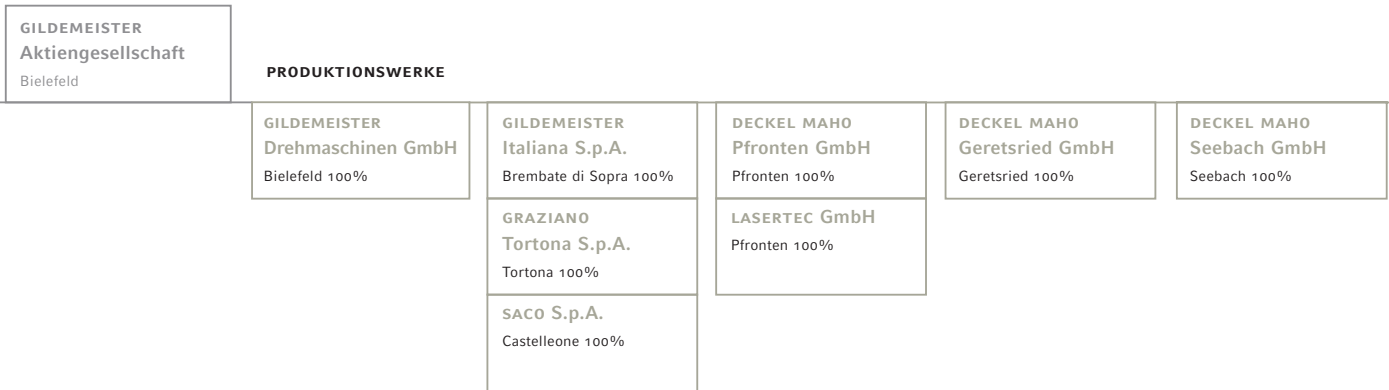 GILDEMEISTER
Aktiengesellschaft
Bielefeld
PRODUKTIONSWERKE
GILDEMEISTER
Drehmaschinen GmbH
Bielefeld 100%
GILDEMEISTER
Italiana S.p.A.
Brembate di Sopra 100%
GRAZIANO
Tortona S.p.A.
Tortona 100%
SACO S.p.A.
Castelleone 100%
DECKEL MAHO
Pfronten GmbH
Pfronten 100%
LASERTEC GmbH
Pfronten 100%
DECKEL MAHO
Geretsried GmbH
Geretsried 100%
DECKEL MAHO
Seebach GmbH
Seebach 100%